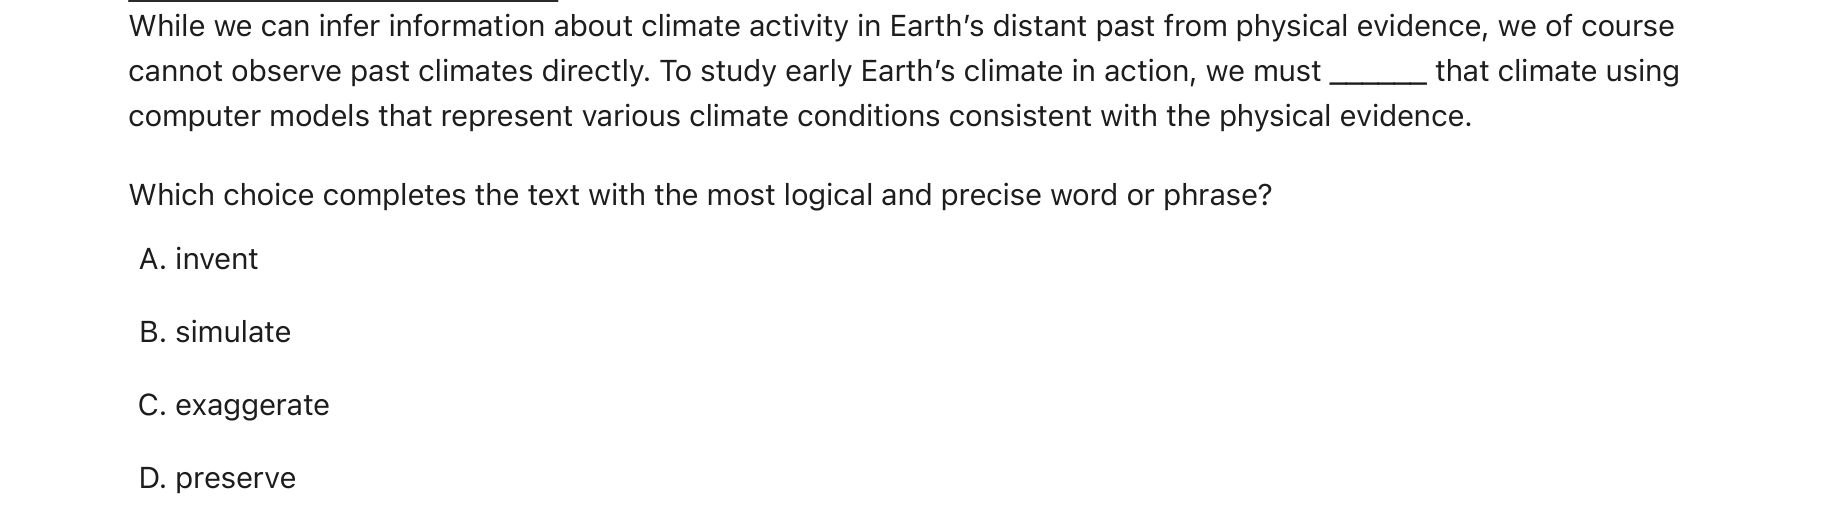 While we can infer information about climate activity in Earth’s distant past from physical evidence, we of course
cannot observe past climates directly. To study early Earth’s climate in action, we must ______ that climate using
computer models that represent various climate conditions consistent with the physical evidence.
Which choice completes the text with the most logical and precise word or phrase?
A. invent
B. simulate
C. exaggerate
D. preserve